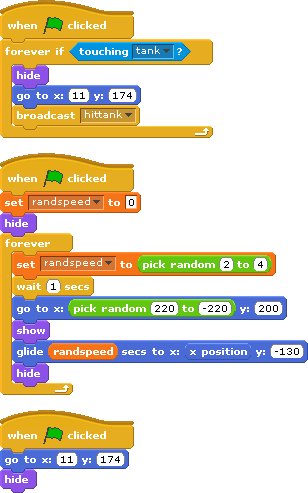 when clicked
forever if touching tank ?
hide
go to x: 11 y: 174
broadcast hittank
when clicked
set randspeed to 0
hide
forever
set randspeed to pick random 2 to 4
wait 1 secs
go to x: pick random 220 to -220 y: 200
show
glide randspeed secs to x: x position y: -130
hide
when clicked
go to x: 11 y: 174
hide